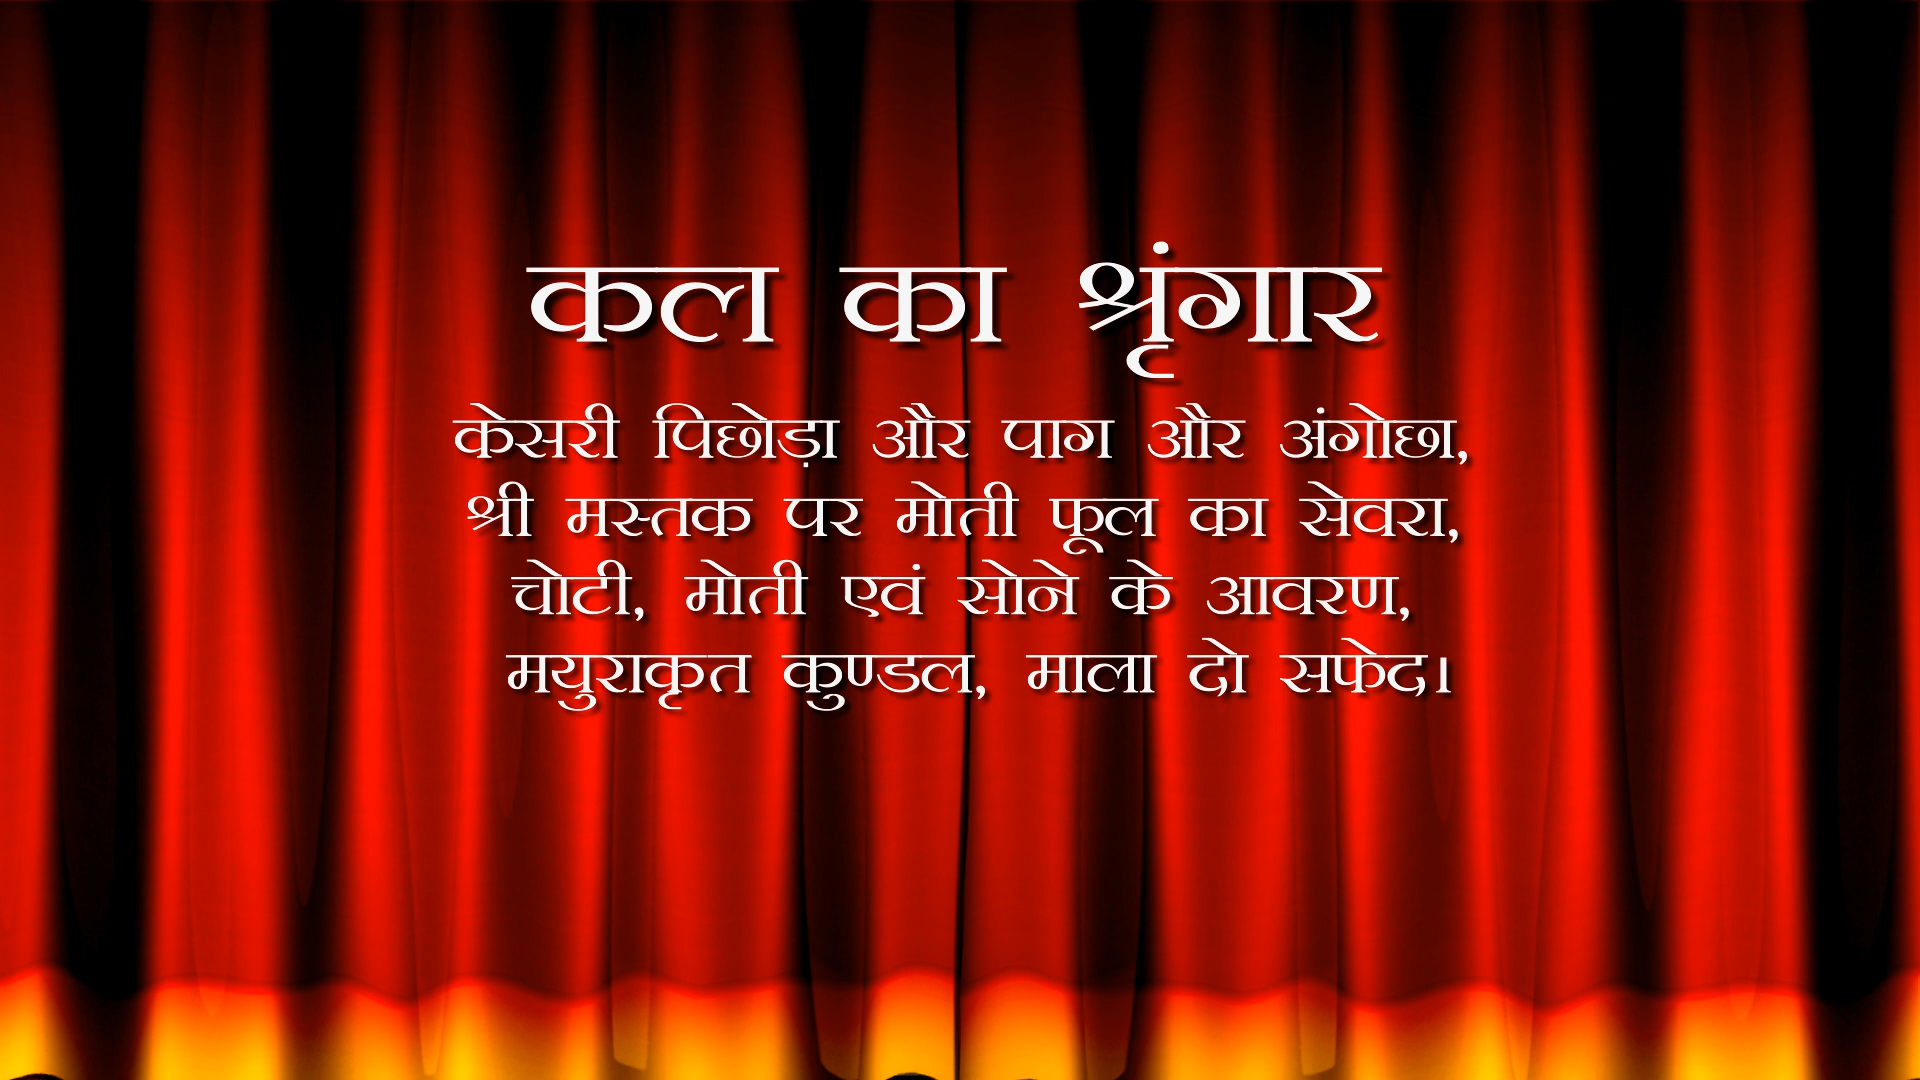 कल का श्रृंगार
केसरी पिछोड़ा और पाग और अंगोछा,
श्री मस्तक पर मोती फूल का सेवरा,
चोटी, मोती एवं सोने के आवरण,
मयुराकृत कुण्डल, माला दो सफेद।